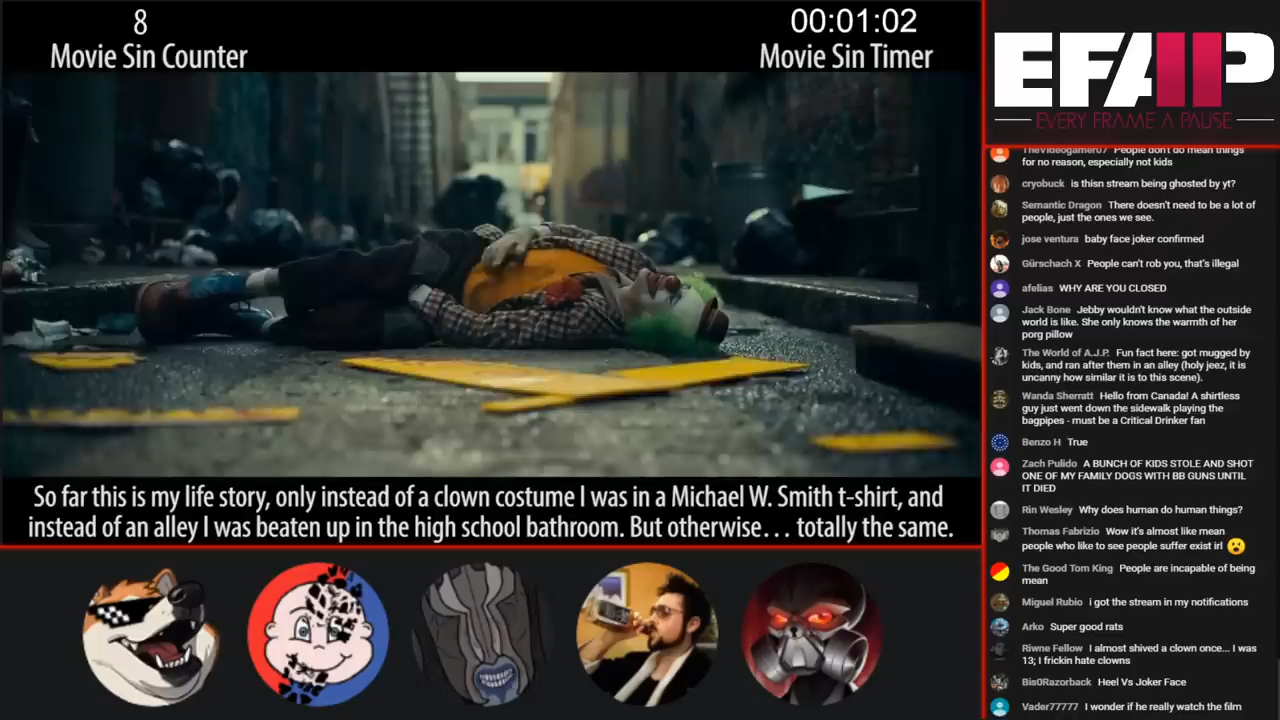 8
Movie Sin Counter
00:01:02
Movie Sin Timer
So far this is my life story, only instead of a clown costume I was in a Michael W. Smith t-shirt, and
instead of an alley I was beaten up in the high school bathroom. But otherwise… totally the same.
EFAP
EVERY FRAME A PAUSE
TheVideogamer07 People don't do mean things
for no reason, especially not kids
cryobuck is thisn stream being ghosted by yt?
Semantic Dragon There doesn't need to be a lot of
people, just the ones we see.
jose ventura baby face joker confirmed
Gürschach X People can't rob you, that's illegal
afelias WHY ARE YOU CLOSED
Jack Bone Jebby wouldn't know what the outside
world is like. She only knows the warmth of her
porg pillow
The World of A.J.P. Fun fact here: got mugged by
kids, and ran after them in an alley (holy jeez, it is
uncanny how similar it is to this scene).
Wanda Sherratt Hello from Canada! A shirtless
guy just went down the sidewalk playing the
bagpipes - must be a Critical Drinker fan
Benzo H True
Zach Pulido A BUNCH OF KIDS STOLE AND SHOT
ONE OF MY FAMILY DOGS WITH BB GUNS UNTIL
IT DIED
Rin Wesley Why does human do human things?
Thomas Fabrizio Wow it's almost like mean
people who like to see people suffer exist irl 😮
The Good Tom King People are incapable of being
mean
Miguel Rubio i got the stream in my notifications
Arko Super good rats
Riwne Fellow I almost shived a clown once... I was
13; I frickin hate clowns
Bis0Razorback Heel Vs Joker Face
Vader77777 I wonder if he really watch the film